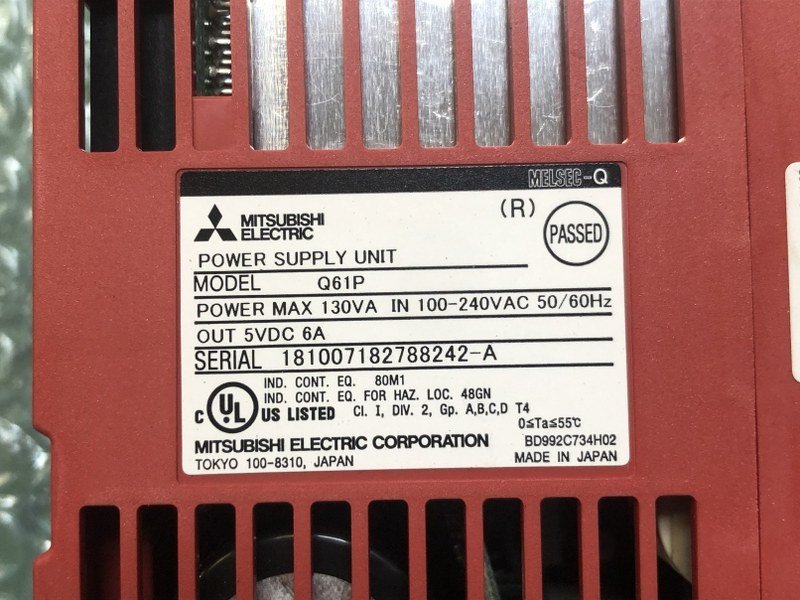 MELSEC-Q
MITSUBISHI
ELECTRIC
(R)
PASSED
POWER SUPPLY UNIT
MODEL Q61P
POWER MAX 130VA IN 100-240VAC 50/60Hz
OUT 5VDC 6A
SERIAL 181007182788242-A
IND. CONT. EQ. 80M1
IND. CONT. EQ. FOR HAZ. LOC. 48GN
C UL US LISTED Cl. I, DIV. 2, Gp. A,B,C,D T4
0≤Ta≤55℃
MITSUBISHI ELECTRIC CORPORATION BD992C734H02
TOKYO 100-8310, JAPAN MADE IN JAPAN